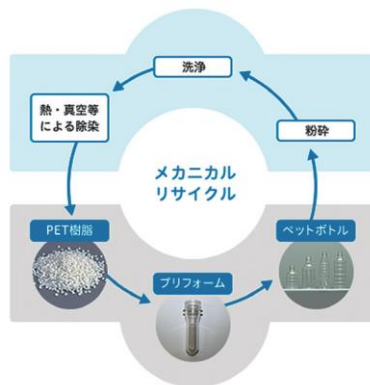 洗浄
熱・真空等
による除染
粉砕
メカニカル
リサイクル
PET樹脂
ペットボトル
プリフォーム